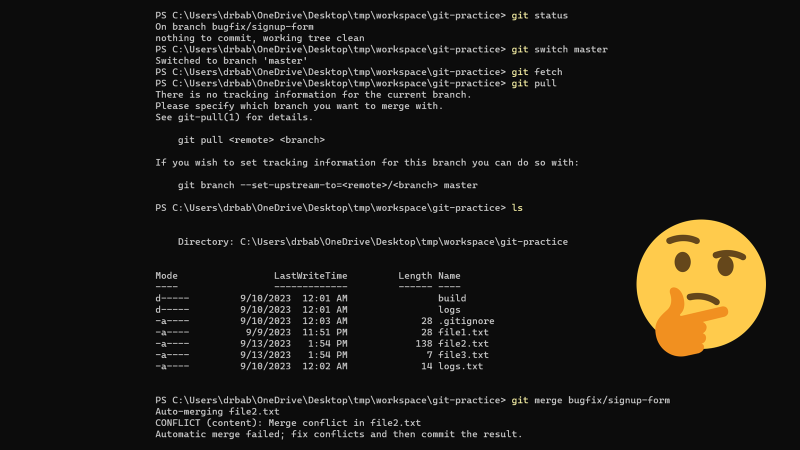 PS C:\Users\drbab\OneDrive\Desktop\tmp\workspace\git-practice> git status
On branch bugfix/signup-form
nothing to commit, working tree clean
PS C:\Users\drbab\OneDrive\Desktop\tmp\workspace\git-practice> git switch master
Switched to branch 'master'
PS C:\Users\drbab\OneDrive\Desktop\tmp\workspace\git-practice> git fetch
PS C:\Users\drbab\OneDrive\Desktop\tmp\workspace\git-practice> git pull
There is no tracking information for the current branch.
Please specify which branch you want to merge with.
See git-pull(1) for details.
git pull <remote> <branch>
If you wish to set tracking information for this branch you can do so with:
git branch --set-upstream-to=<remote>/<branch> master
PS C:\Users\drbab\OneDrive\Desktop\tmp\workspace\git-practice> ls
Directory: C:\Users\drbab\OneDrive\Desktop\tmp\workspace\git-practice
Mode LastWriteTime Length Name
---- ------------- ------ ----
d----- 9/10/2023 12:01 AM build
d----- 9/10/2023 12:01 AM logs
-a---- 9/10/2023 12:03 AM 28 .gitignore
-a---- 9/9/2023 11:51 PM 28 file1.txt
-a---- 9/13/2023 1:54 PM 138 file2.txt
-a---- 9/13/2023 1:54 PM 7 file3.txt
-a---- 9/10/2023 12:02 AM 14 logs.txt
PS C:\Users\drbab\OneDrive\Desktop\tmp\workspace\git-practice> git merge bugfix/signup-form
Auto-merging file2.txt
CONFLICT (content): Merge conflict in file2.txt
Automatic merge failed; fix conflicts and then commit the result.